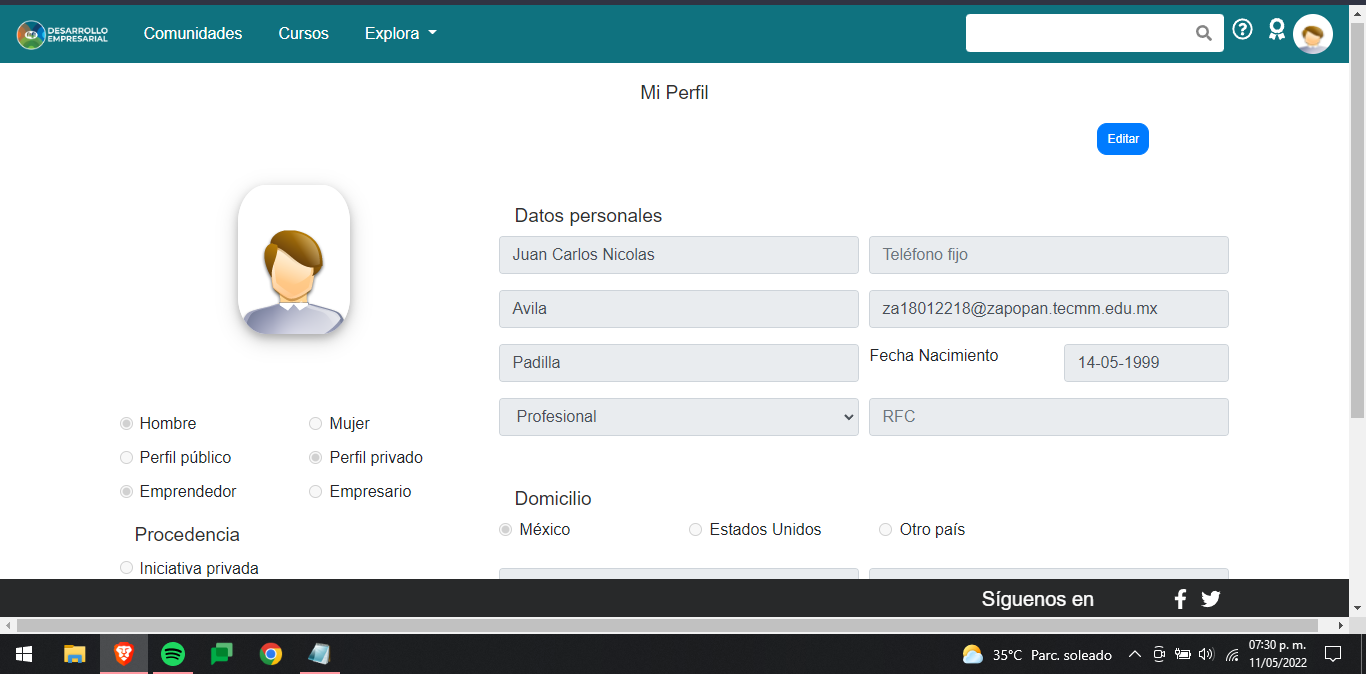 DESARROLLO
EMPRESARIAL
Comunidades Cursos Explora
Mi Perfil
Editar
Datos personales
Juan Carlos Nicolas Teléfono fijo
Avila za18012218@zapopan.tecmm.edu.mx
Padilla Fecha Nacimiento 14-05-1999
Profesional RFC
Hombre Mujer
Perfil público Perfil privado
Emprendedor Empresario
Procedencia
Iniciativa privada
Domicilio
México Estados Unidos Otro país
Síguenos en
35°C Parc. soleado
07:30 p. m.
11/05/2022